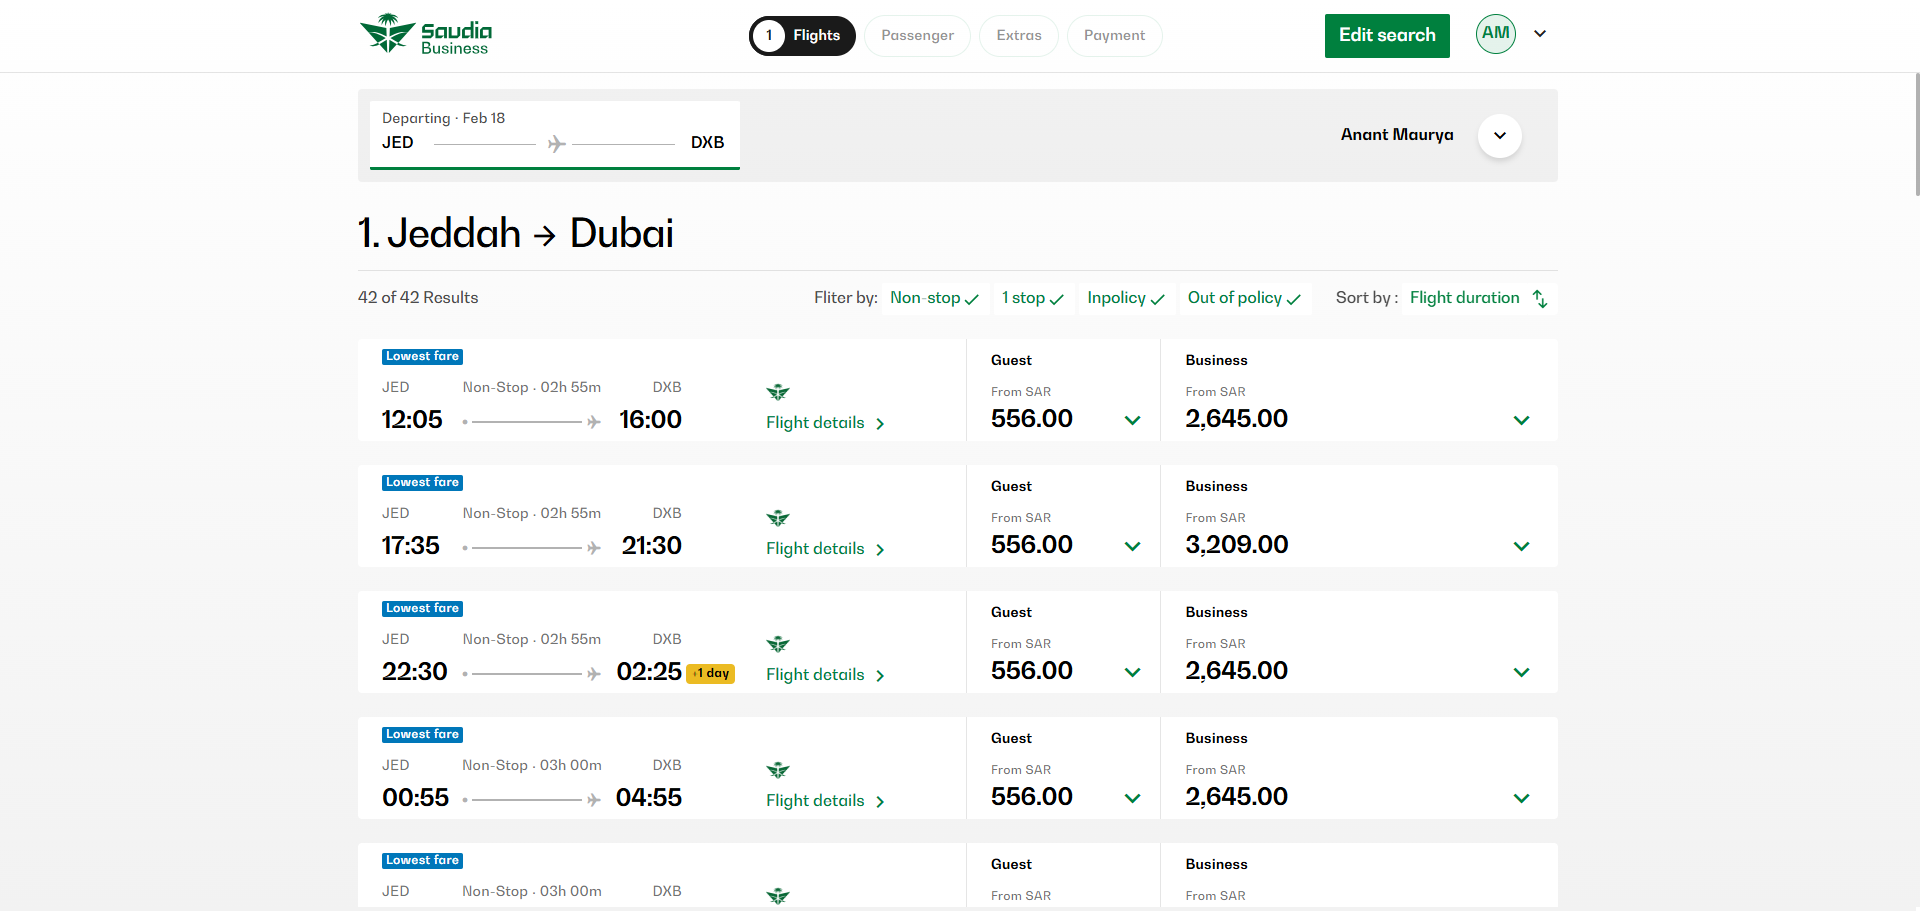 Saudia
Business
1 Flights
Passenger
Extras
Payment
Edit search
AM
Departing · Feb 18
JED DXB
Anant Maurya
1. Jeddah → Dubai
42 of 42 Results
Fliter by: Non-stop 1 stop Inpolicy Out of policy Sort by : Flight duration
Lowest fare
JED Non-Stop · 02h 55m DXB
12:05 16:00
Flight details
Guest
From SAR
556.00
Business
From SAR
2,645.00
Lowest fare
JED Non-Stop · 02h 55m DXB
17:35 21:30
Flight details
Guest
From SAR
556.00
Business
From SAR
3,209.00
Lowest fare
JED Non-Stop · 02h 55m DXB
22:30 02:25 +1 day
Flight details
Guest
From SAR
556.00
Business
From SAR
2,645.00
Lowest fare
JED Non-Stop · 03h 00m DXB
00:55 04:55
Flight details
Guest
From SAR
556.00
Business
From SAR
2,645.00
Lowest fare
JED Non-Stop · 03h 00m DXB
Guest
From SAR
Business
From SAR